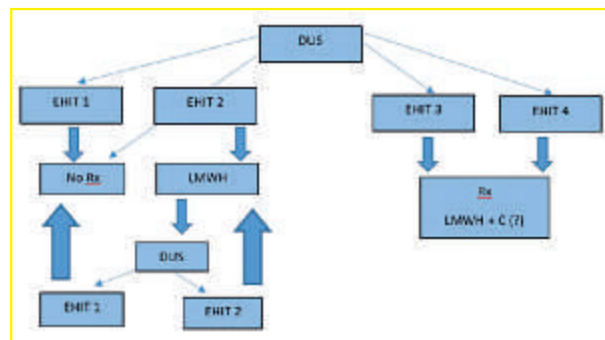 DUS
EHIT 1
EHIT 2
EHIT 3
EHIT 4
No Rx
LMWH
Rx
LMWH + C (?)
DUS
EHIT 1
EHIT 2